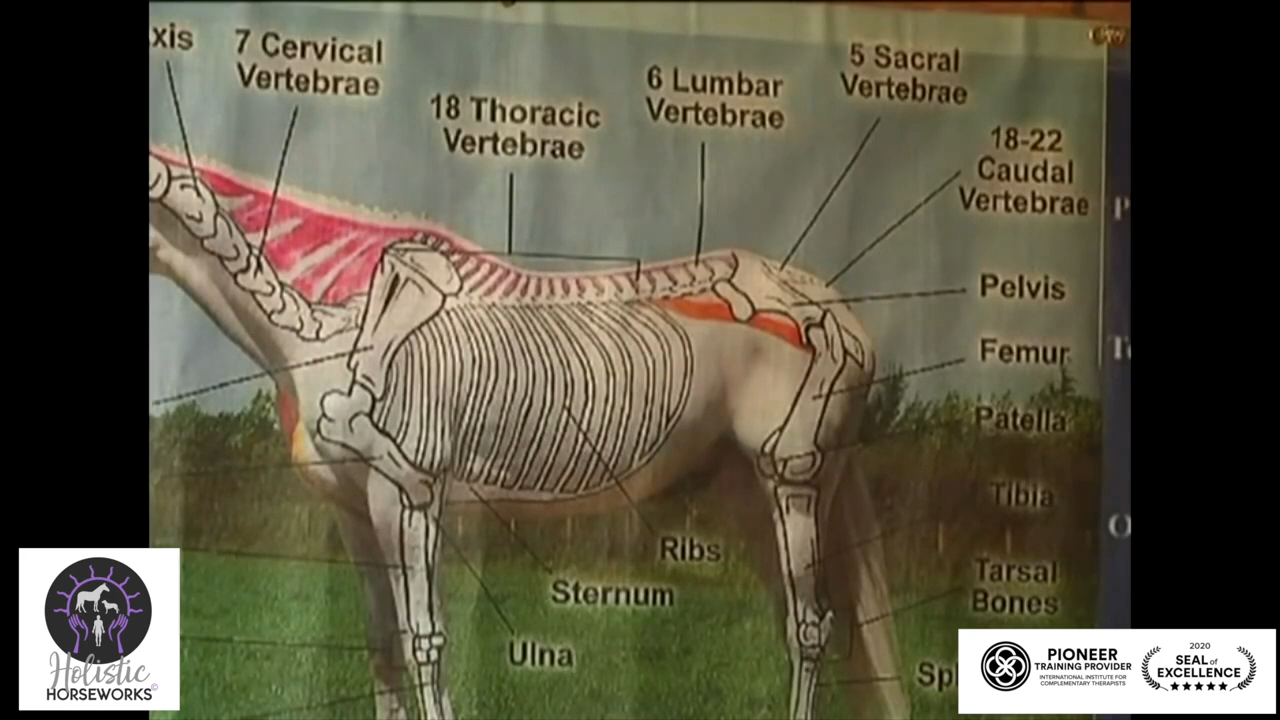 xis
7 Cervical
Vertebrae
18 Thoracic
Vertebrae
6 Lumbar
Vertebrae
5 Sacral
Vertebrae
18-22
Caudal
Vertebrae
Pelvis
Femur
Patella
Tibia
Tarsal
Bones
Ribs
Sternum
Ulna
Spl
P
T
O
Holistic
HORSEWORKS©
PIONEER
TRAINING PROVIDER
INTERNATIONAL INSTITUTE FOR
COMPLEMENTARY THERAPISTS
2020
SEAL of
EXCELLENCE